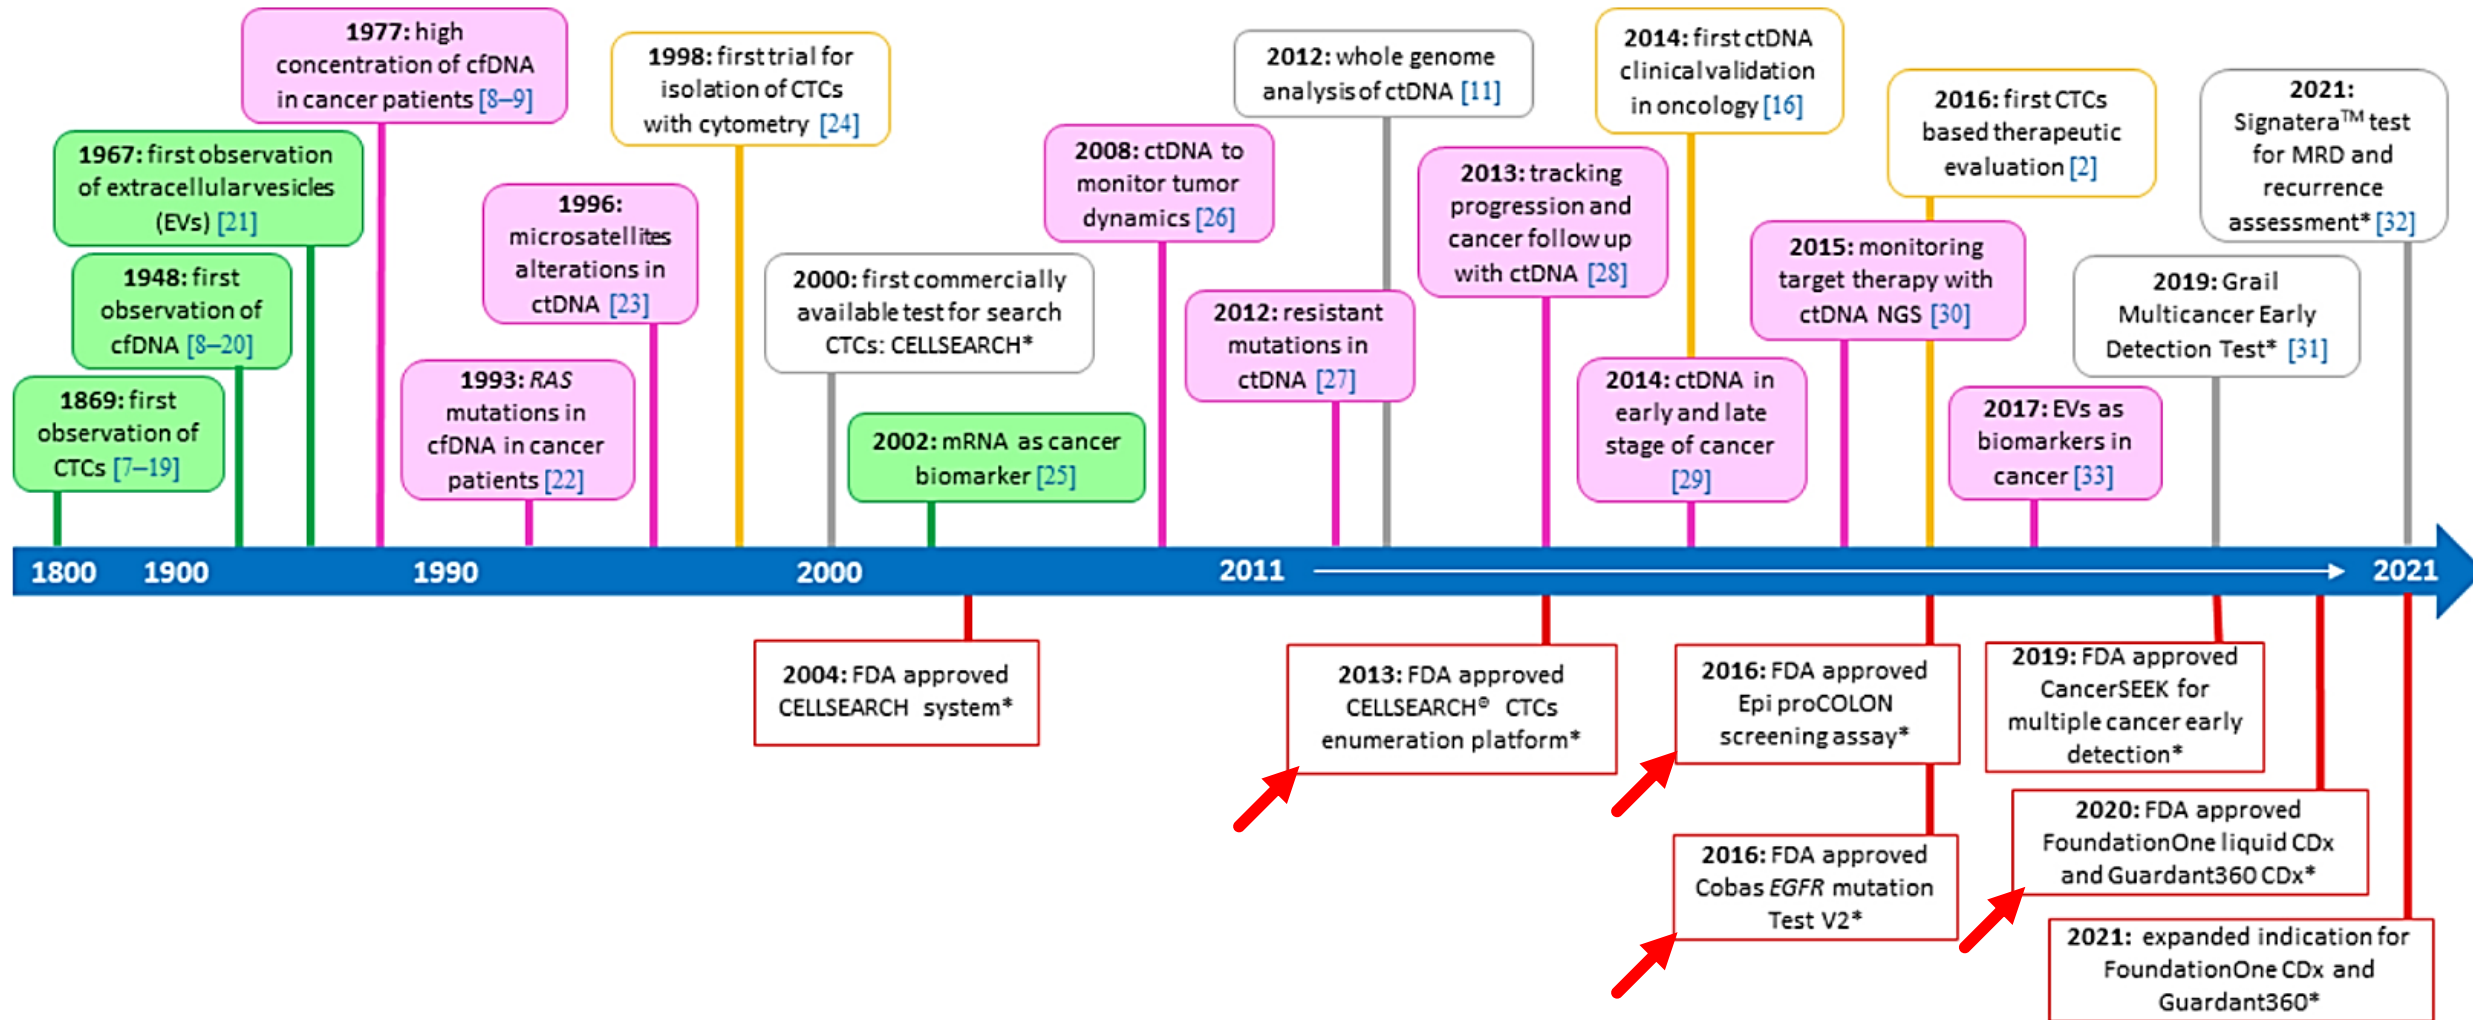 1977: high
concentration of cfDNA
in cancer patients [8–9]
1967: first observation
of extracellular vesicles
(EVs) [21]
1948: first
observation of
cfDNA [8–20]
1869: first
observation of
CTCs [7–19]
1998: first trial for
isolation of CTCs
with cytometry [24]
1996:
microsatellites
alterations in
ctDNA [23]
1993: RAS
mutations in
cfDNA in cancer
patients [22]
2000: first commercially
available test for search
CTCs: CELLSEARCH*
2002: mRNA as cancer
biomarker [25]
2008: ctDNA to
monitor tumor
dynamics [26]
2012: whole genome
analysis of ctDNA [11]
2012: resistant
mutations in
ctDNA [27]
2013: tracking
progression and
cancer follow up
with ctDNA [28]
2014: first ctDNA
clinical validation
in oncology [16]
2014: ctDNA in
early and late
stage of cancer
[29]
2016: first CTCs
based therapeutic
evaluation [2]
2015: monitoring
target therapy with
ctDNA NGS [30]
2017: EVs as
biomarkers in
cancer [33]
2021:
Signatera™ test
for MRD and
recurrence
assessment* [32]
2019: Grail
Multicancer Early
Detection Test* [31]
1800 1900 1990 2000 2011 2021
2004: FDA approved
CELLSEARCH system*
2013: FDA approved
CELLSEARCH® CTCs
enumeration platform*
2016: FDA approved
Epi proCOLON
screening assay*
2016: FDA approved
Cobas EGFR mutation
Test V2*
2019: FDA approved
CancerSEEK for
multiple cancer early
detection*
2020: FDA approved
FoundationOne liquid CDx
and Guardant360 CDx*
2021: expanded indication for
FoundationOne CDx and
Guardant360*